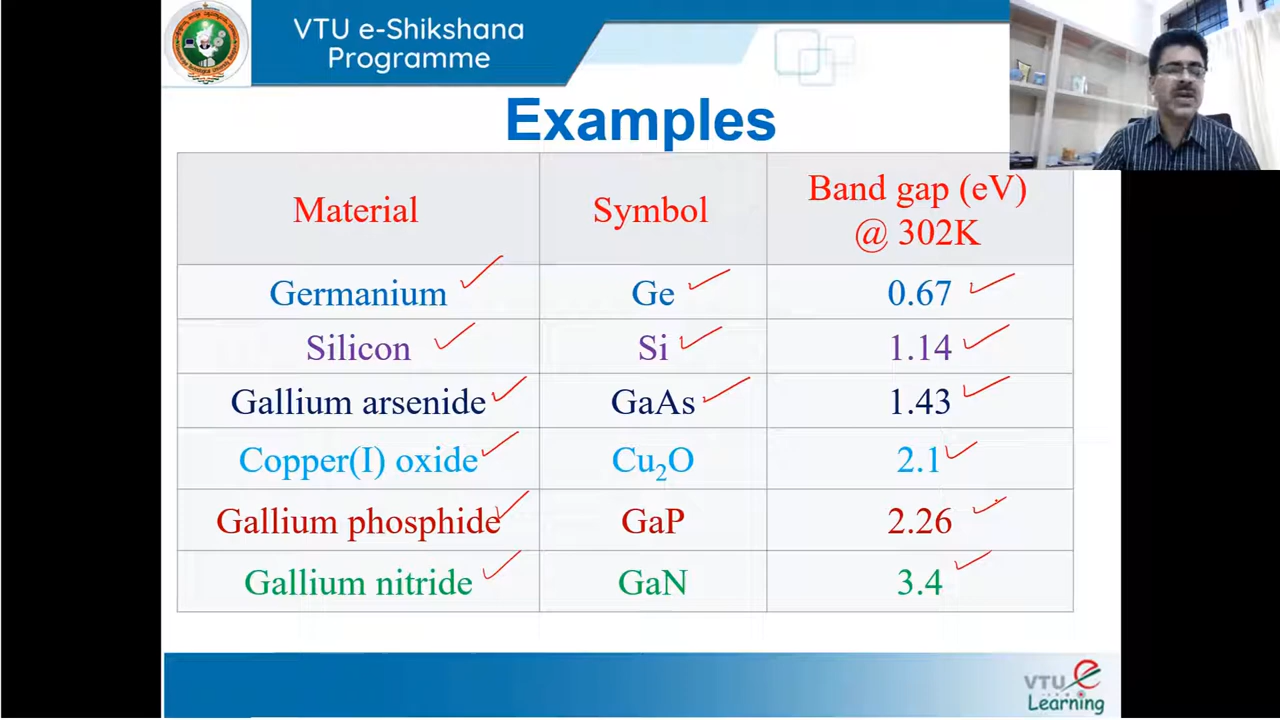 VTU e-Shikshana
Programme
Examples
Material Symbol Band gap (eV)
@ 302K
Germanium Ge 0.67
Silicon Si 1.14
Gallium arsenide GaAs 1.43
Copper(I) oxide Cu₂O 2.1
Gallium phosphide GaP 2.26
Gallium nitride GaN 3.4
VTU e
Learning